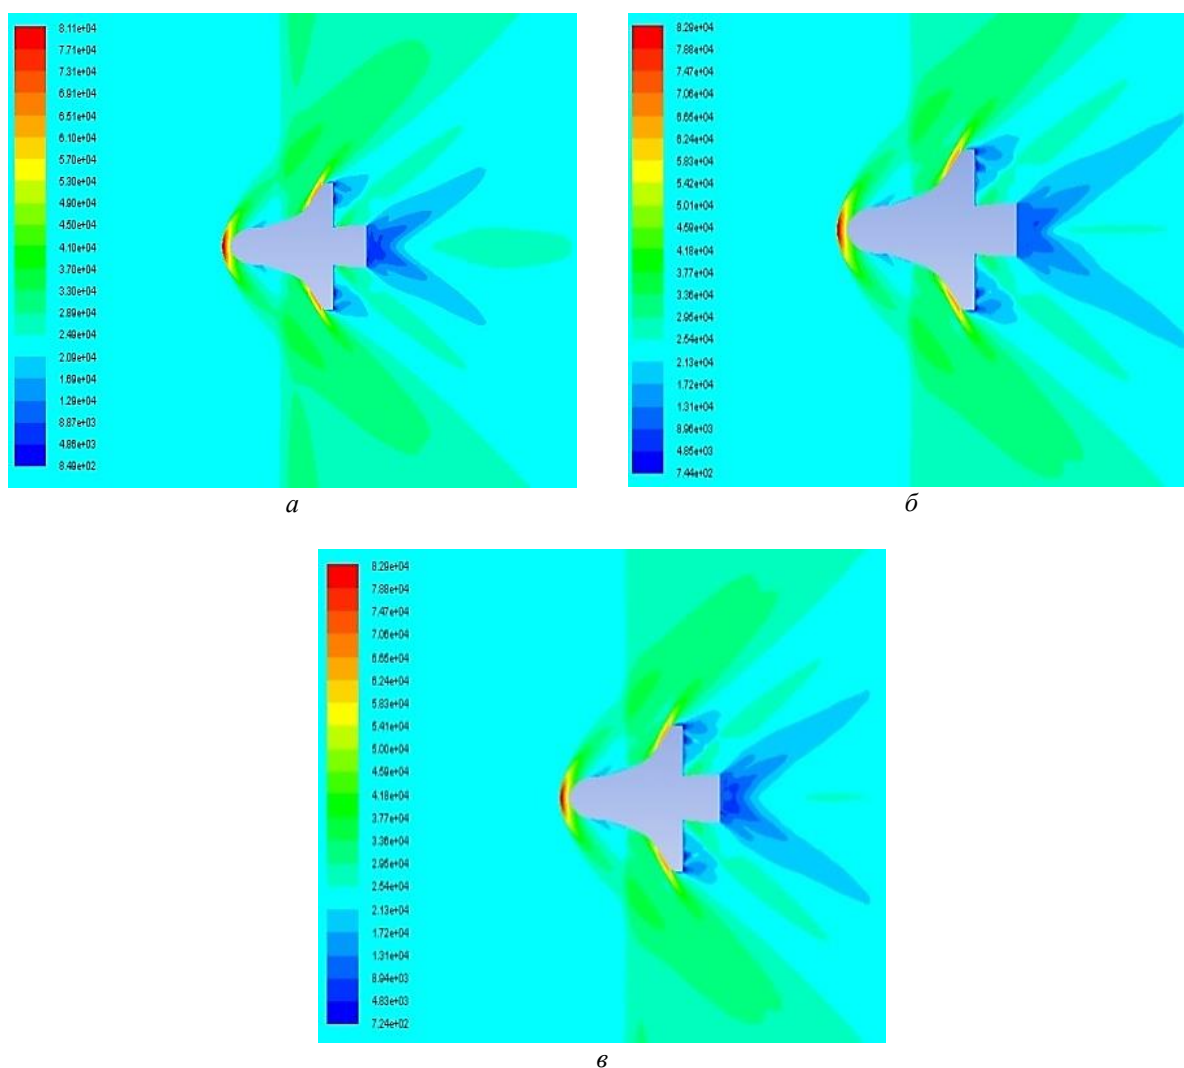 8.11e+04
7.71e+04
7.31e+04
6.91e+04
6.51e+04
6.10e+04
5.70e+04
5.30e+04
4.90e+04
4.50e+04
4.10e+04
3.70e+04
3.30e+04
2.89e+04
2.49e+04
2.09e+04
1.69e+04
1.29e+04
8.87e+03
4.86e+03
8.49e+02
а
8.29e+04
7.88e+04
7.47e+04
7.06e+04
6.65e+04
6.24e+04
5.83e+04
5.42e+04
5.01e+04
4.59e+04
4.18e+04
3.77e+04
3.36e+04
2.95e+04
2.54e+04
2.13e+04
1.72e+04
1.31e+04
8.96e+03
4.85e+03
7.44e+02
б
8.29e+04
7.88e+04
7.47e+04
7.06e+04
6.65e+04
6.24e+04
5.83e+04
5.41e+04
5.00e+04
4.59e+04
4.18e+04
3.77e+04
3.36e+04
2.95e+04
2.54e+04
2.13e+04
1.72e+04
1.31e+04
8.94e+03
4.83e+03
7.24e+02
в